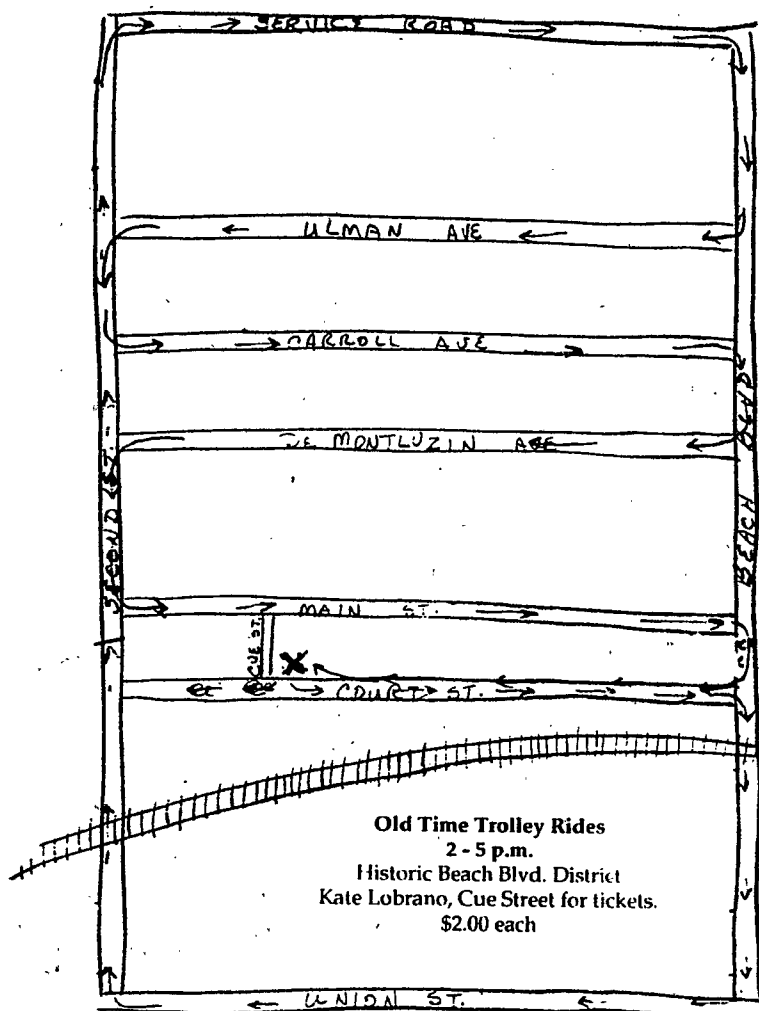 SERVICE ROAD
ULMAN AVE
CARROLL AVE
DE MONTLUZIN AVE
SECOND ST.
BEACH BLVD
MAIN ST.
CUE ST.
X
COURT ST.
Old Time Trolley Rides
2 - 5 p.m.
Historic Beach Blvd. District
Kate Lobrano, Cue Street for tickets.
$2.00 each
UNION ST.